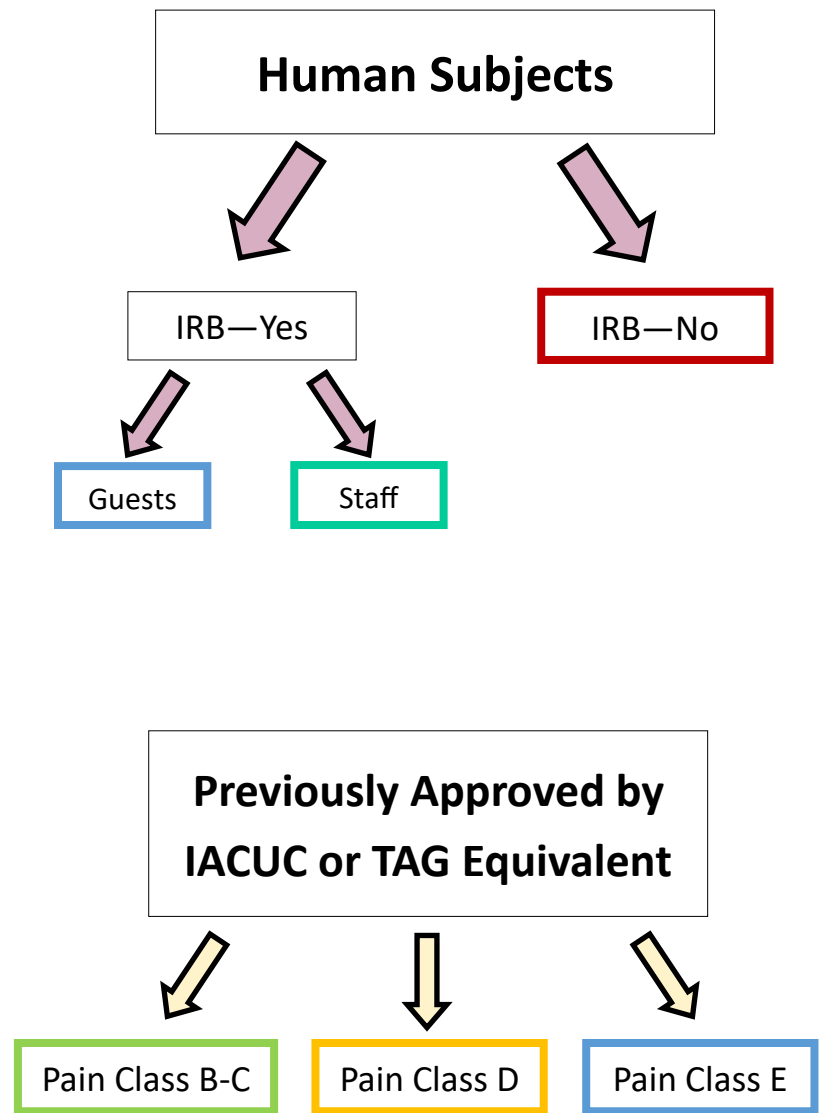 Human Subjects
IRB—Yes
IRB—No
Guests
Staff
Previously Approved by
IACUC or TAG Equivalent
Pain Class B-C
Pain Class D
Pain Class E